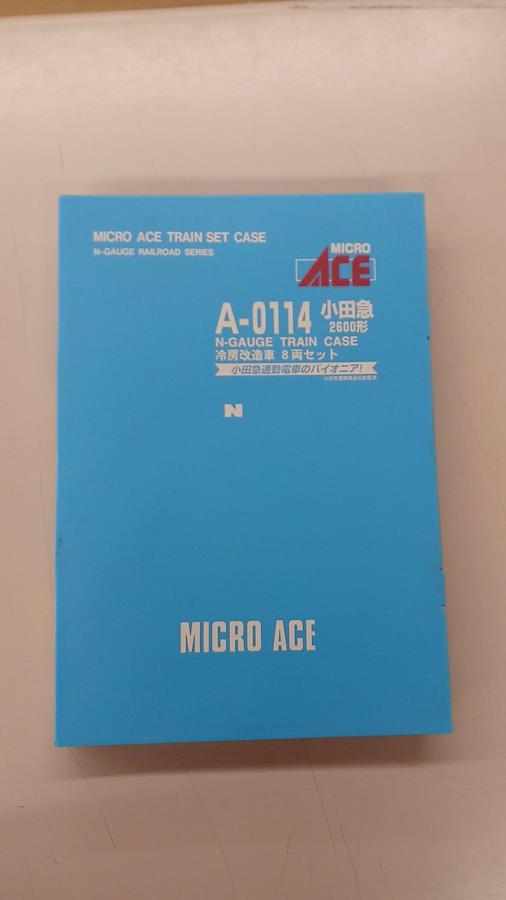 MICRO ACE TRAIN SET CASE
N-GAUGE RAILROAD SERIES
MICRO
ACE
A-0114 小田急
2600形
N-GAUGE TRAIN CASE
冷房改造車 8両セット
小田急通勤電車のパイオニア!
N
MICRO ACE